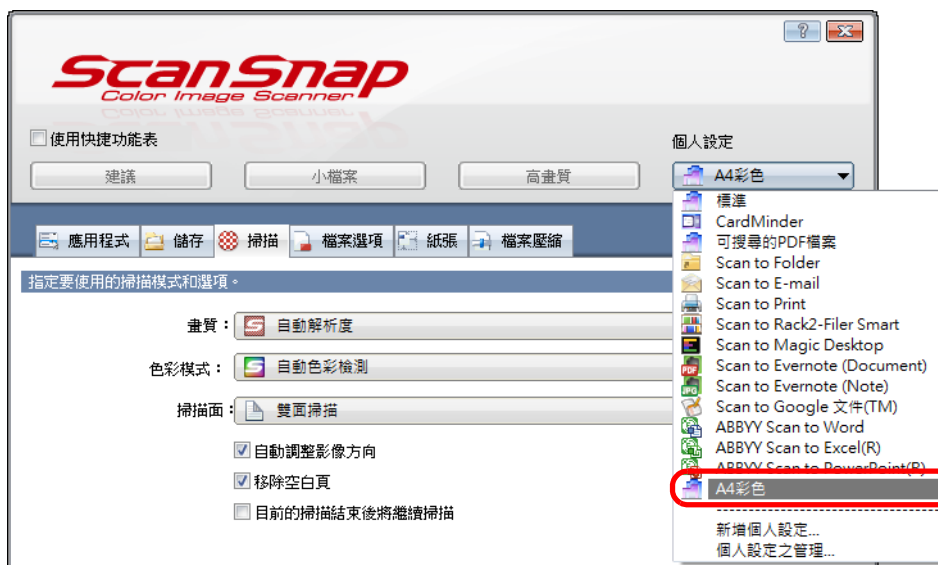 ScanSnap
Color Image Scanner
使用快捷功能表
個人設定
建議
小檔案
高畫質
A4彩色
應用程式
儲存
掃描
檔案選項
紙張
檔案壓縮
指定要使用的掃描模式和選項。
畫質：
自動解析度
色彩模式：
自動色彩檢測
掃描面：
雙面掃描
自動調整影像方向
移除空白頁
目前的掃描結束後將繼續掃描
標準
CardMinder
可搜尋的PDF檔案
Scan to Folder
Scan to E-mail
Scan to Print
Scan to Rack2-Filer Smart
Scan to Magic Desktop
Scan to Evernote (Document)
Scan to Evernote (Note)
Scan to Google 文件(TM)
ABBYY Scan to Word
ABBYY Scan to Excel(R)
ABBYY Scan to PowerPoint(R)
A4彩色
新增個人設定...
個人設定之管理...